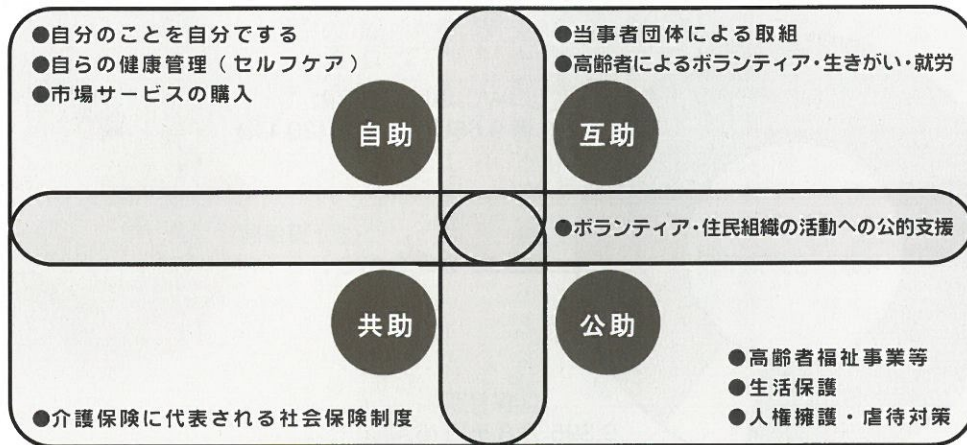 ●自分のことを自分でする
●自らの健康管理(セルフケア)
●市場サービスの購入
自助
●当事者団体による取組
●高齢者によるボランティア・生きがい・就労
互助
●ボランティア・住民組織の活動への公的支援
共助
●介護保険に代表される社会保険制度
公助
●高齢者福祉事業等
●生活保護
●人権擁護・虐待対策